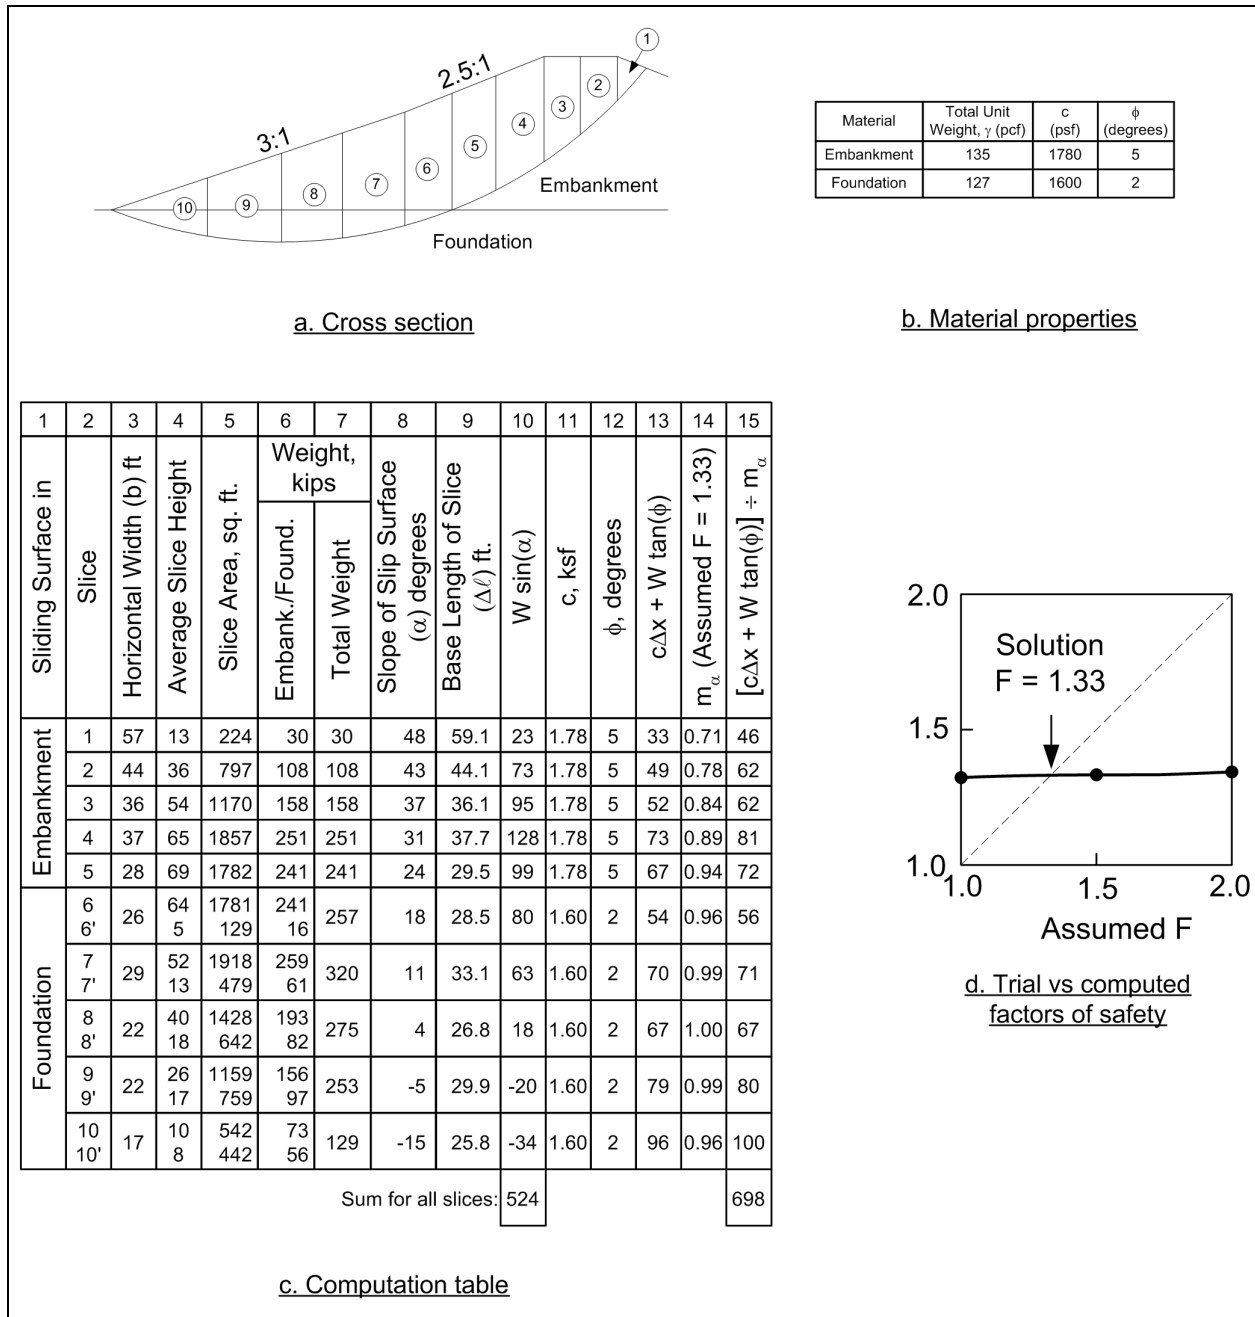 1
2
3
4
5
6
7
8
9
10
2.5:1
3:1
Embankment
Foundation
a. Cross section
Material Total Unit Weight, γ (pcf) c (psf) ϕ (degrees)
Embankment 135 1780 5
Foundation 127 1600 2
b. Material properties
1 2 3 4 5 6 7 8 9 10 11 12 13 14 15
Sliding Surface in
Slice
Horizontal Width (b) ft
Average Slice Height
Slice Area, sq. ft.
Weight, kips
Embank./Found.
Total Weight
Slope of Slip Surface (α) degrees
Base Length of Slice (Δℓ) ft.
W sin(α)
c, ksf
ϕ, degrees
cΔx + W tan(ϕ)
mα (Assumed F = 1.33)
[cΔx + W tan(ϕ)] ÷ mα
Embankment
1 57 13 224 30 30 48 59.1 23 1.78 5 33 0.71 46
2 44 36 797 108 108 43 44.1 73 1.78 5 49 0.78 62
3 36 54 1170 158 158 37 36.1 95 1.78 5 52 0.84 62
4 37 65 1857 251 251 31 37.7 128 1.78 5 73 0.89 81
5 28 69 1782 241 241 24 29.5 99 1.78 5 67 0.94 72
Foundation
6 26 64 1781 241 257 18 28.5 80 1.60 2 54 0.96 56
6' 5 129 16
7 29 52 1918 259 320 11 33.1 63 1.60 2 70 0.99 71
7' 13 479 61
8 22 40 1428 193 275 4 26.8 18 1.60 2 67 1.00 67
8' 18 642 82
9 22 26 1159 156 253 -5 29.9 -20 1.60 2 79 0.99 80
9' 17 759 97
10 17 10 542 73 129 -15 25.8 -34 1.60 2 96 0.96 100
10' 8 442 56
Sum for all slices: 524 698
c. Computation table
2.0
Solution
F = 1.33
1.5
1.0
1.0 1.5 2.0
Assumed F
d. Trial vs computed
factors of safety